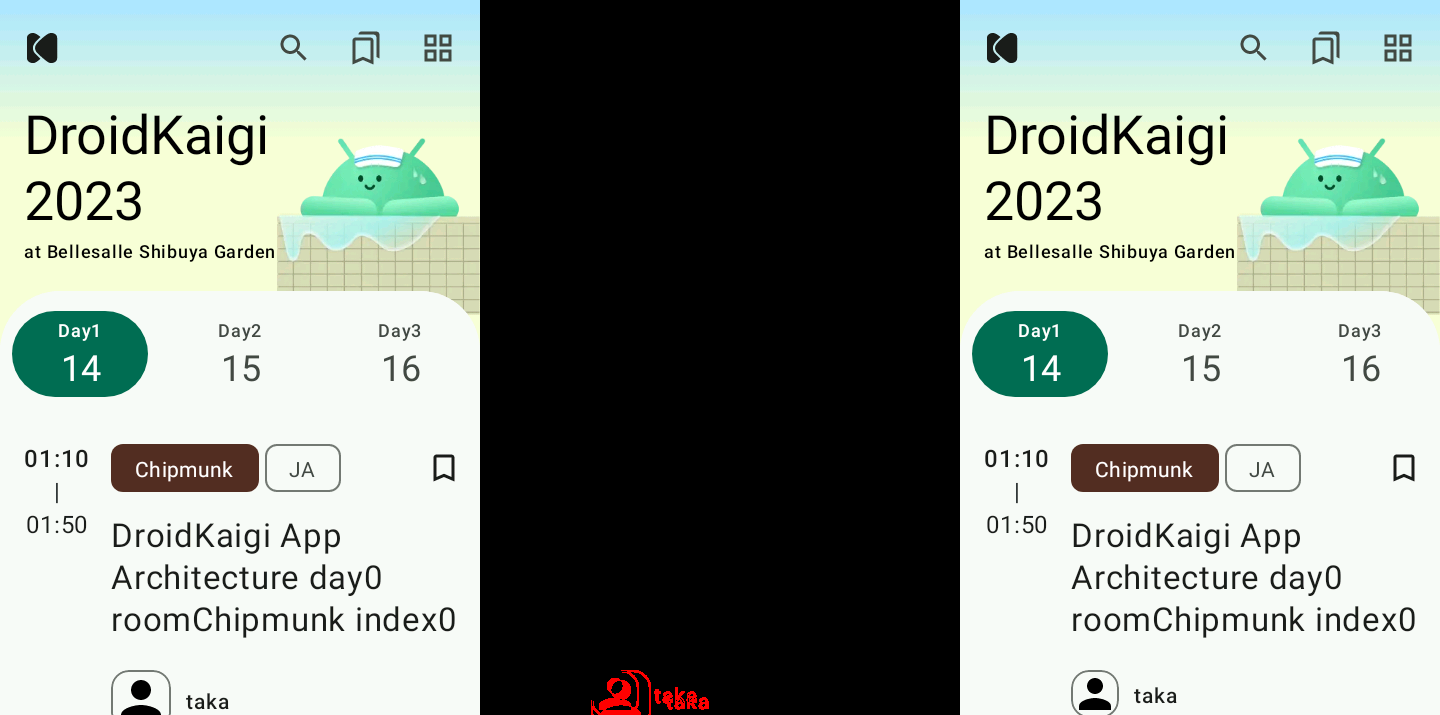 DroidKaigi
2023
at Bellesalle Shibuya Garden
Day1
Day2
Day3
14
15
16
01:10
Chipmunk
JA
|
01:50
DroidKaigi App
Architecture day0
roomChipmunk index0
taka
taka
taka
DroidKaigi
2023
at Bellesalle Shibuya Garden
Day1
Day2
Day3
14
15
16
01:10
Chipmunk
JA
|
01:50
DroidKaigi App
Architecture day0
roomChipmunk index0
taka